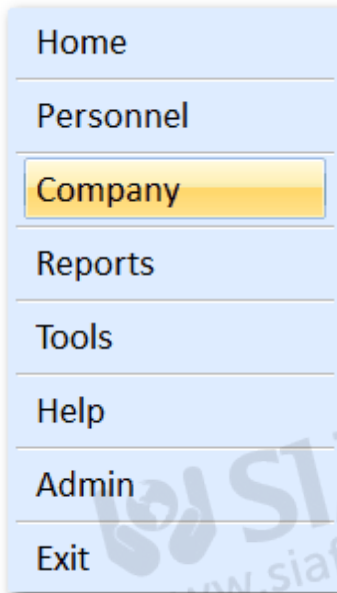 Home
Personnel
Company
Reports
Tools
Help
Admin
Exit